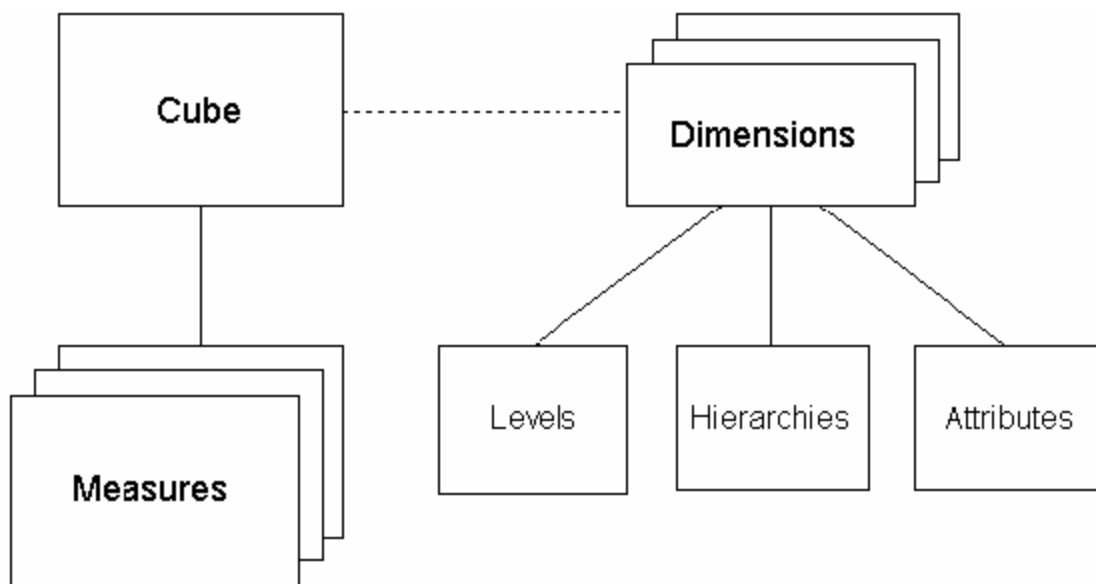 Cube
Dimensions
Levels
Hierarchies
Attributes
Measures